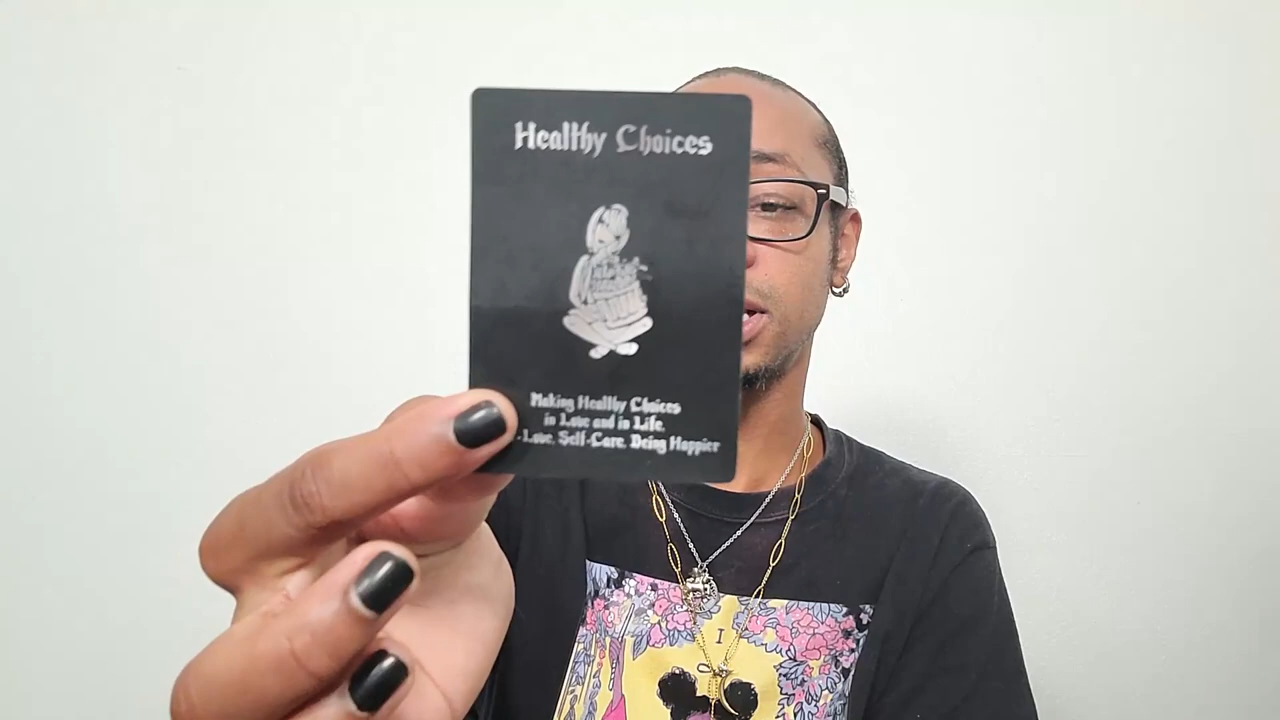 Healthy Choices
Making Healthy Choices
in Love and in Life.
-Love, Self-Care, Being Happier
I